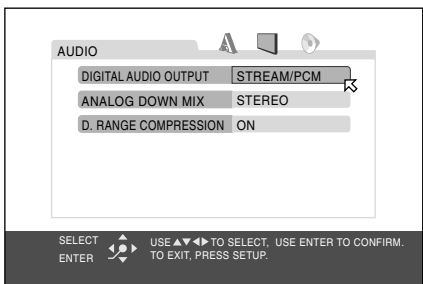 AUDIO
DIGITAL AUDIO OUTPUT STREAM/PCM
ANALOG DOWN MIX STEREO
D. RANGE COMPRESSION ON
SELECT
ENTER
USE ▲▼◀▶ TO SELECT, USE ENTER TO CONFIRM.
TO EXIT, PRESS SETUP.